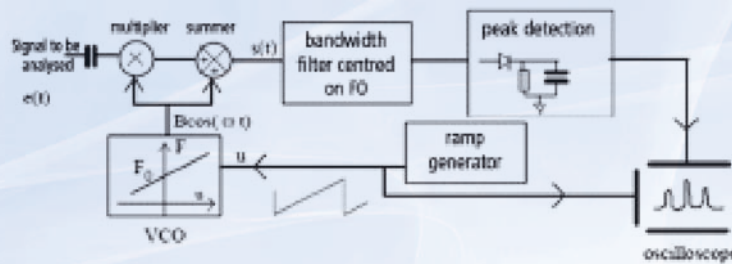 multiplier summer
Signal to be
analysed
e(t)
s(t)
bandwidth
filter centred
on F0
peak detection
Bcos( ω t)
F
F0
u
VCO
u
ramp
generator
oscilloscope